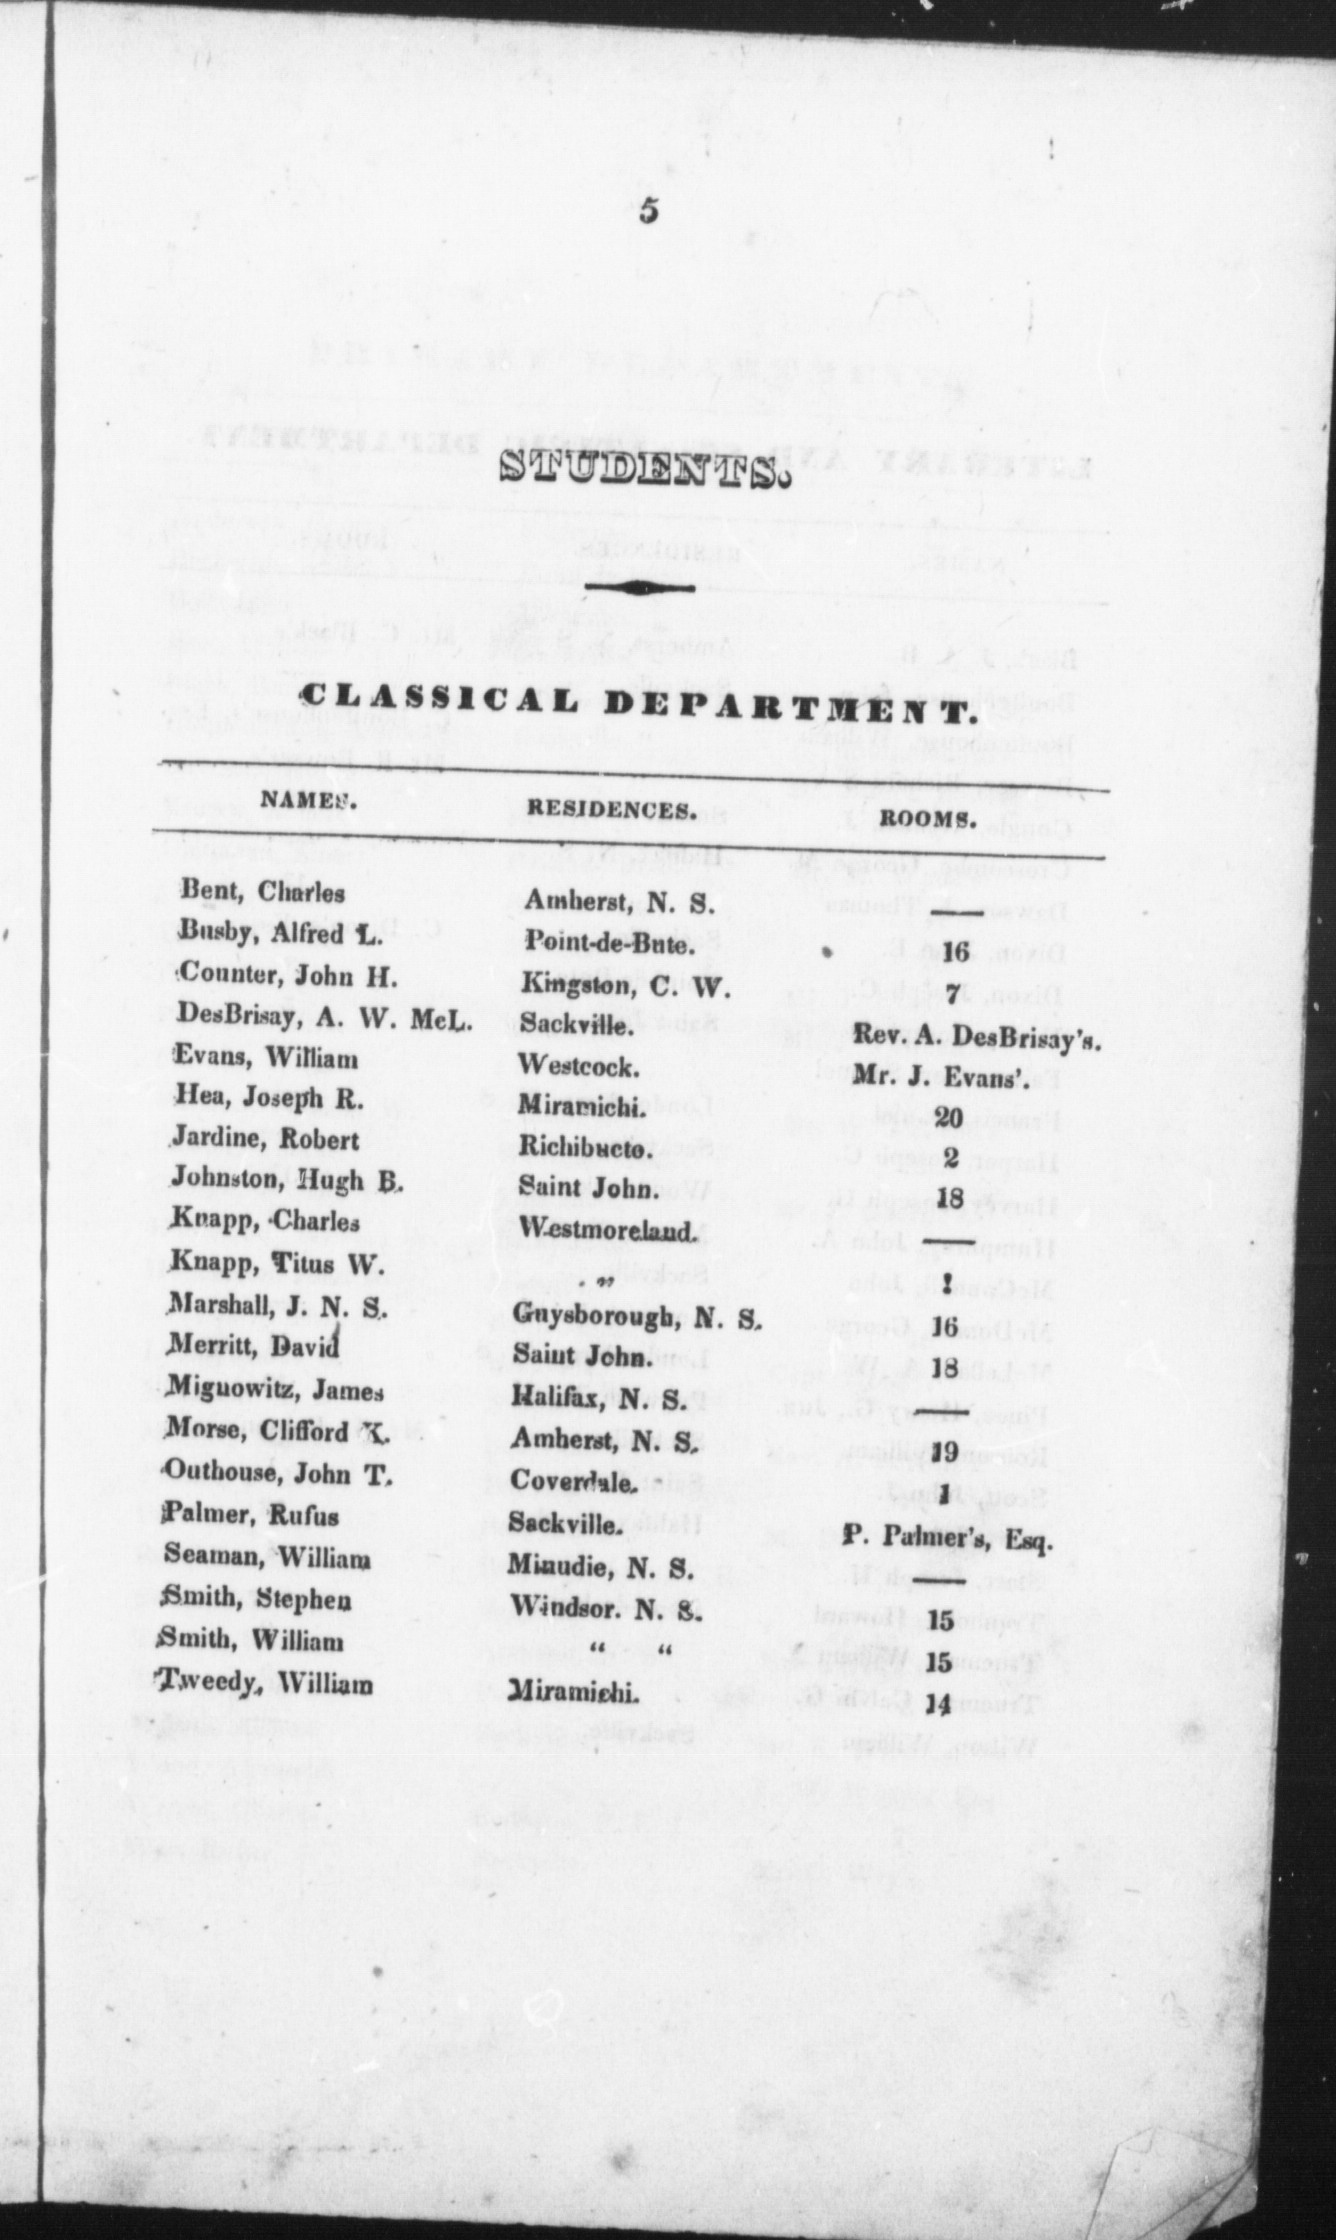 5
STUDENTS.
CLASSICAL DEPARTMENT.
NAMES. RESIDENCES. ROOMS.
Bent, Charles Amherst, N. S. ——
Busby, Alfred L. Point-de-Bute. 16
Counter, John H. Kingston, C. W. 7
DesBrisay, A. W. McL. Sackville. Rev. A. DesBrisay's.
Evans, William Westcock. Mr. J. Evans'.
Hea, Joseph R. Miramichi. 20
Jardine, Robert Richibucto. 2
Johnston, Hugh B. Saint John. 18
Knapp, Charles Westmoreland. ——
Knapp, Titus W. „ 1
Marshall, J. N. S. Guysborough, N. S. 16
Merritt, David Saint John. 18
Mignowitz, James Halifax, N. S. ——
Morse, Clifford K. Amherst, N. S. 19
Outhouse, John T. Coverdale. 1
Palmer, Rufus Sackville. P. Palmer's, Esq.
Seaman, William Minudie, N. S. ——
Smith, Stephen Windsor. N. S. 15
Smith, William “ “ 15
Tweedy, William Miramichi. 14